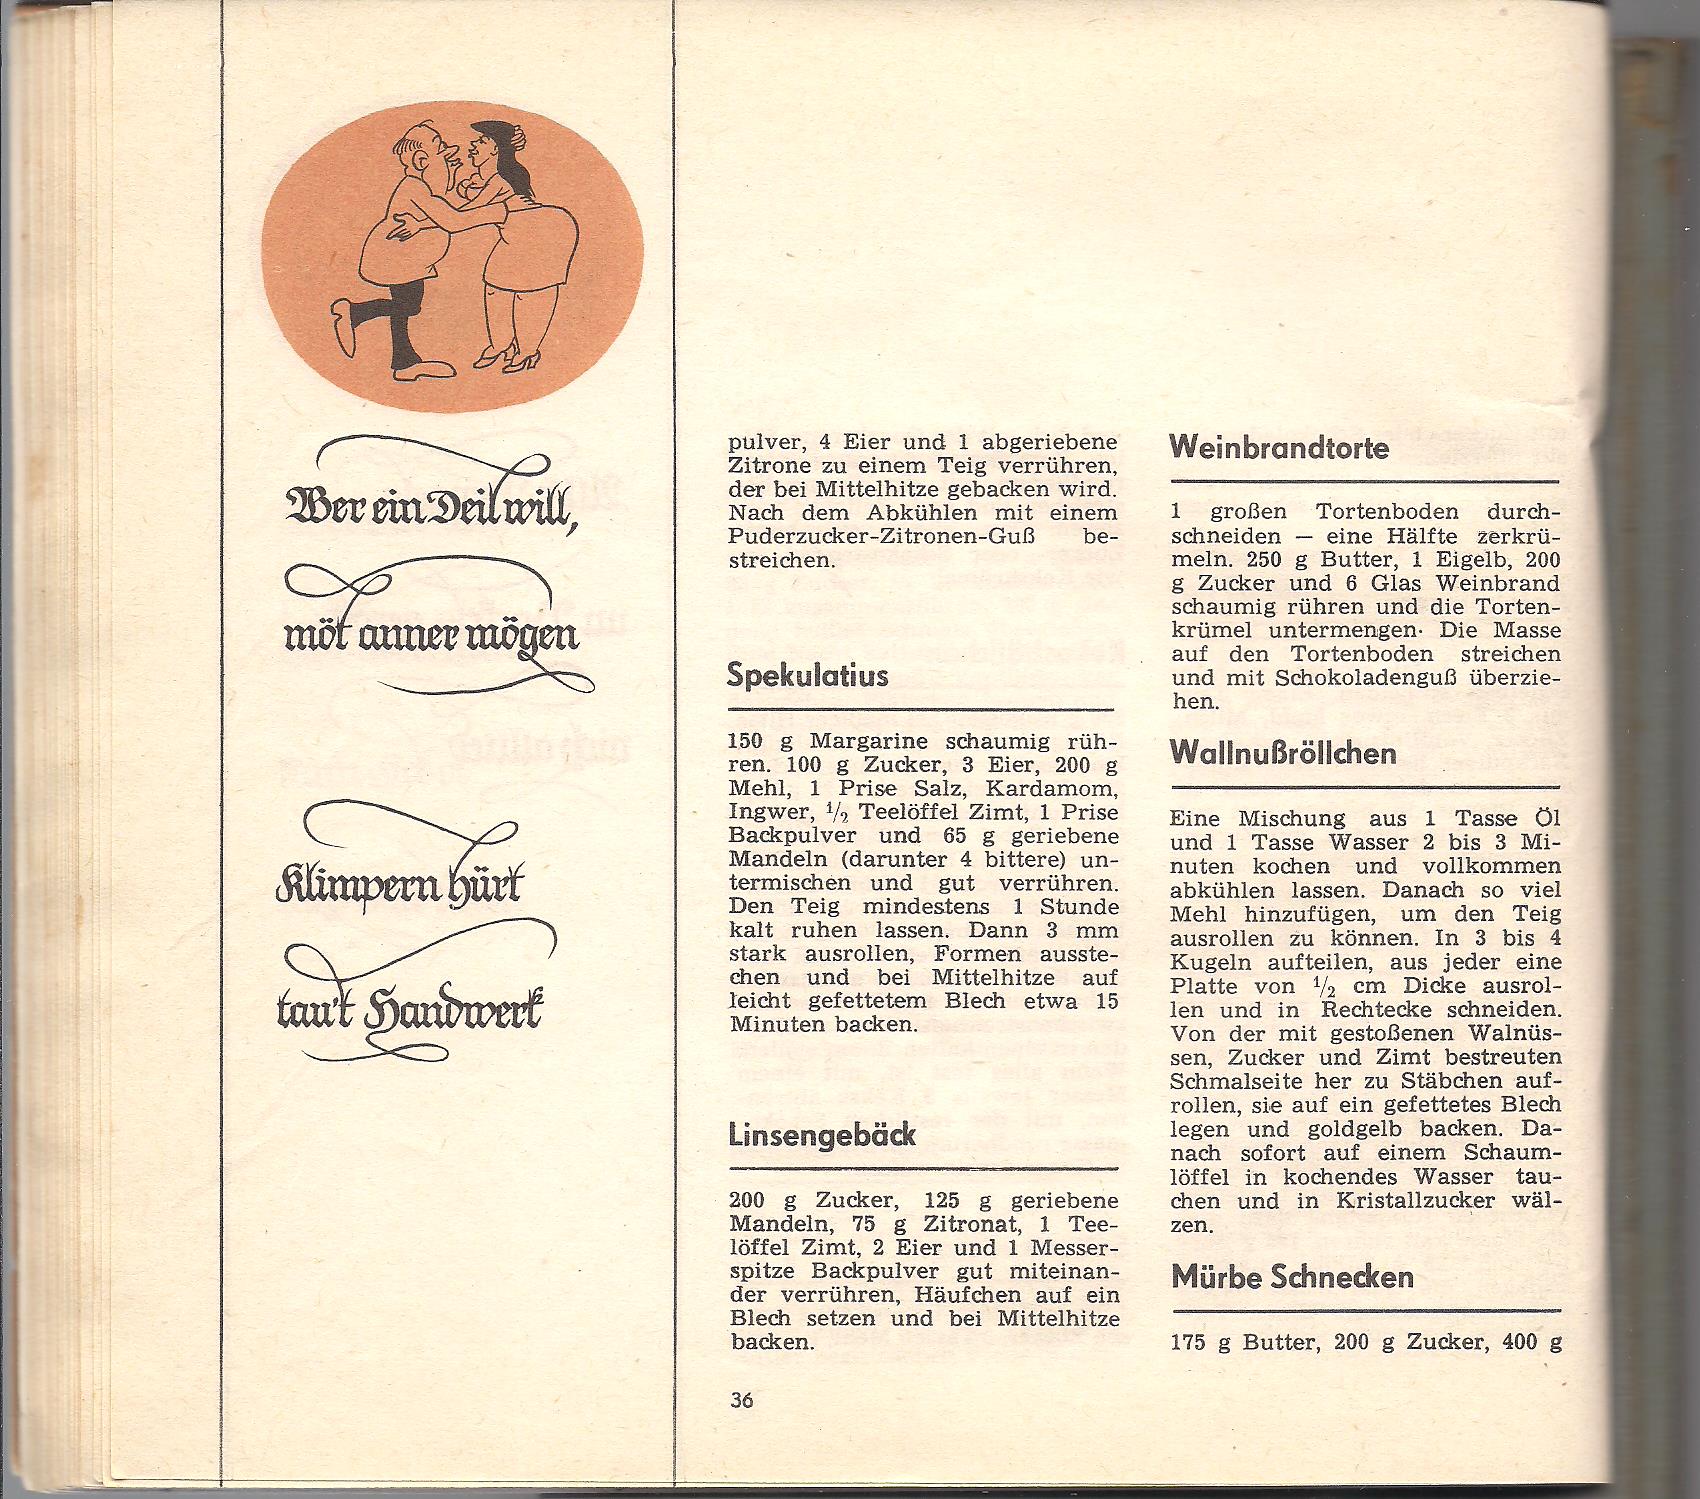 Wer ein Deil will,
möt anner mögen
Klimpern hürt
tau't Handwerk
pulver, 4 Eier und 1 abgeriebene
Zitrone zu einem Teig verrühren,
der bei Mittelhitze gebacken wird.
Nach dem Abkühlen mit einem
Puderzucker-Zitronen-Guß be-
streichen.
Spekulatius
150 g Margarine schaumig rüh-
ren. 100 g Zucker, 3 Eier, 200 g
Mehl, 1 Prise Salz, Kardamom,
Ingwer, 1/2 Teelöffel Zimt, 1 Prise
Backpulver und 65 g geriebene
Mandeln (darunter 4 bittere) un-
termischen und gut verrühren.
Den Teig mindestens 1 Stunde
kalt ruhen lassen. Dann 3 mm
stark ausrollen, Formen ausste-
chen und bei Mittelhitze auf
leicht gefettetem Blech etwa 15
Minuten backen.
Linsengebäck
200 g Zucker, 125 g geriebene
Mandeln, 75 g Zitronat, 1 Tee-
löffel Zimt, 2 Eier und 1 Messer-
spitze Backpulver gut miteinan-
der verrühren, Häufchen auf ein
Blech setzen und bei Mittelhitze
backen.
36
Weinbrandtorte
1 großen Tortenboden durch-
schneiden — eine Hälfte zerkrü-
meln. 250 g Butter, 1 Eigelb, 200
g Zucker und 6 Glas Weinbrand
schaumig rühren und die Torten-
krümel untermengen· Die Masse
auf den Tortenboden streichen
und mit Schokoladenguß überzie-
hen.
Wallnußröllchen
Eine Mischung aus 1 Tasse Öl
und 1 Tasse Wasser 2 bis 3 Mi-
nuten kochen und vollkommen
abkühlen lassen. Danach so viel
Mehl hinzufügen, um den Teig
ausrollen zu können. In 3 bis 4
Kugeln aufteilen, aus jeder eine
Platte von 1/2 cm Dicke ausrol-
len und in Rechtecke schneiden.
Von der mit gestoßenen Walnüs-
sen, Zucker und Zimt bestreuten
Schmalseite her zu Stäbchen auf-
rollen, sie auf ein gefettetes Blech
legen und goldgelb backen. Da-
nach sofort auf einem Schaum-
löffel in kochendes Wasser tau-
chen und in Kristallzucker wäl-
zen.
Mürbe Schnecken
175 g Butter, 200 g Zucker, 400 g